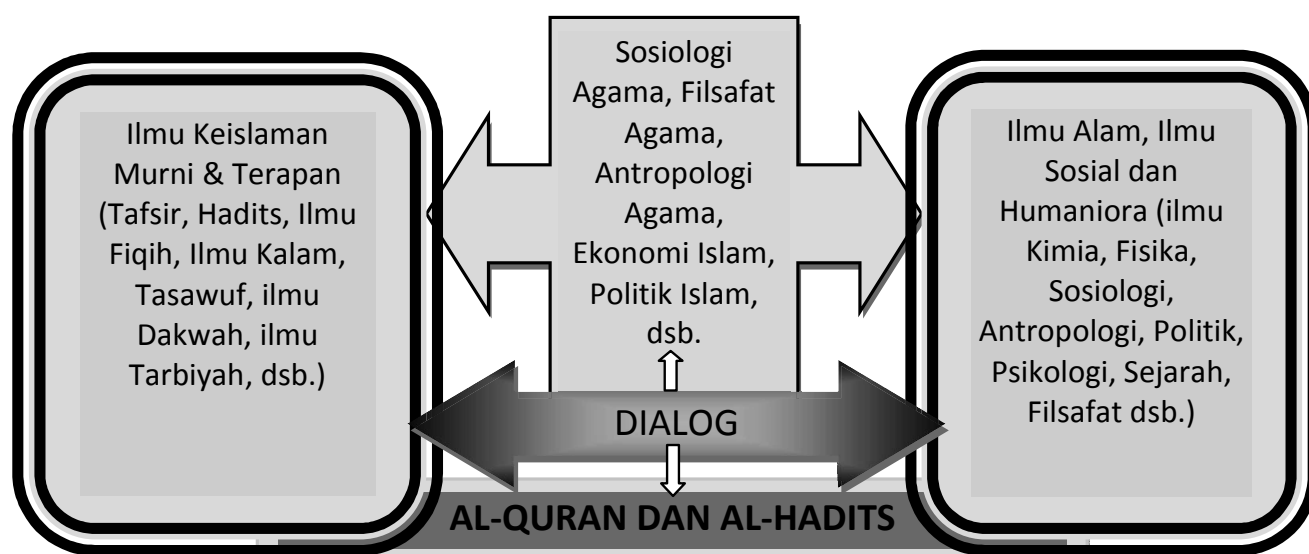 Ilmu Keislaman
Murni & Terapan
(Tafsir, Hadits, Ilmu
Fiqih, Ilmu Kalam,
Tasawuf, ilmu
Dakwah, ilmu
Tarbiyah, dsb.)
Sosiologi
Agama, Filsafat
Agama,
Antropologi
Agama,
Ekonomi Islam,
Politik Islam,
dsb.
Ilmu Alam, Ilmu
Sosial dan
Humaniora (ilmu
Kimia, Fisika,
Sosiologi,
Antropologi, Politik,
Psikologi, Sejarah,
Filsafat dsb.)
DIALOG
AL-QURAN DAN AL-HADITS